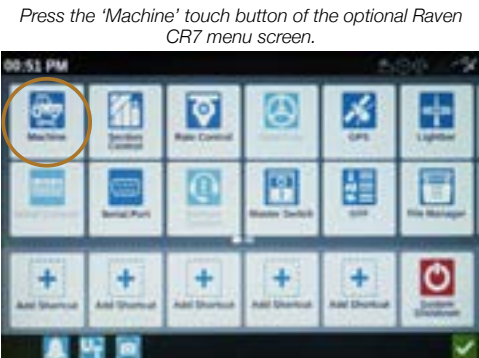 Press the ‘Machine’ touch button of the optional Raven
CR7 menu screen.
00:51 PM
Machine
Section
Control
Rate Control
GPS
Lightbar
Serial Port
Master Switch
File Manager
Add Shortcut
Add Shortcut
Add Shortcut
Add Shortcut
Add Shortcut
System
Shutdown